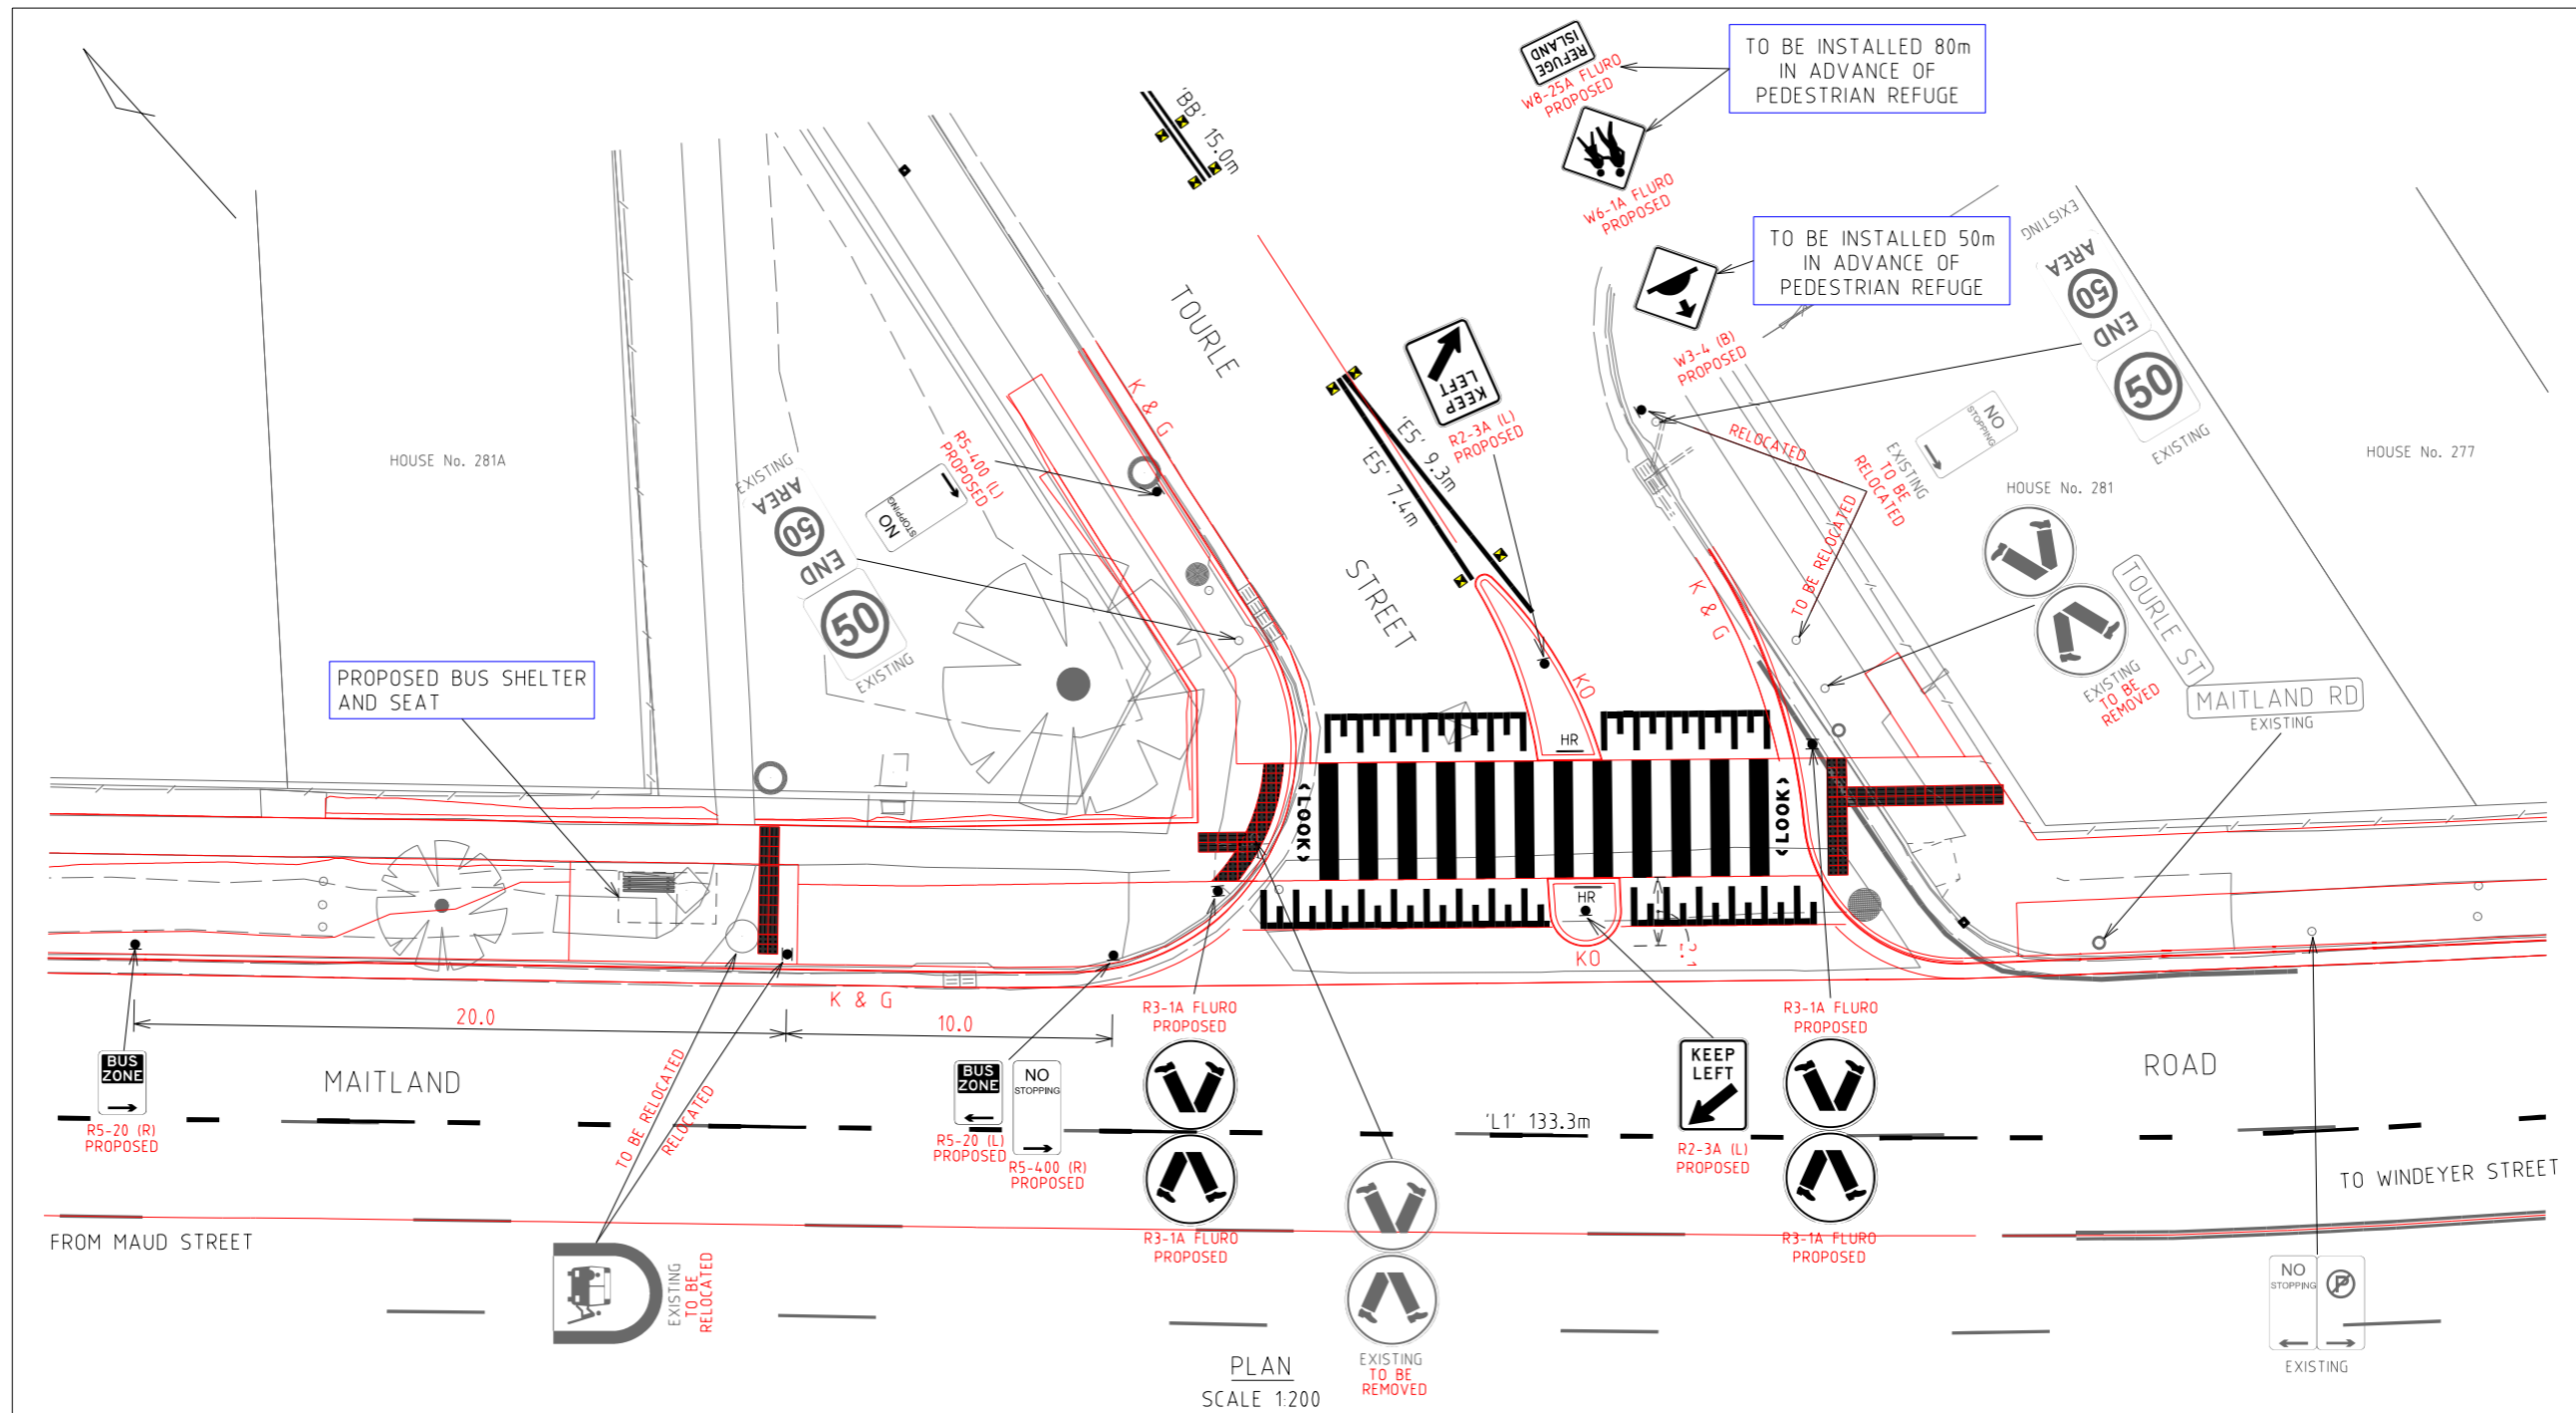 REFUGE
ISLAND
W8-25A FLURO
PROPOSED
TO BE INSTALLED 80m
IN ADVANCE OF
PEDESTRIAN REFUGE
'BB' 15.0m
W6-1A FLURO
PROPOSED
TO BE INSTALLED 50m
IN ADVANCE OF
PEDESTRIAN REFUGE
W3-4 (B)
PROPOSED
EXISTING
END
50
AREA
50
EXISTING
TOURLE
STREET
KEEP
LEFT
R2-3A (L)
PROPOSED
K & G
R5-400 (L)
PROPOSED
NO
STOPPING
'E5' 9.3m
'E5' 7.4m
RELOCATED
TO BE RELOCATED
NO
STOPPING
EXISTING
TO BE
RELOCATED
HOUSE No. 281A
HOUSE No. 277
HOUSE No. 281
EXISTING
END
50
AREA
50
EXISTING
K & G
TOURLE ST
MAITLAND RD
EXISTING
EXISTING
TO BE
REMOVED
PROPOSED BUS SHELTER
AND SEAT
KO
HR
<LOOK>
<LOOK>
HR
KO
2.1
K & G
20.0
10.0
BUS
ZONE
R5-20 (R)
PROPOSED
MAITLAND
ROAD
TO BE RELOCATED
RELOCATED
BUS
ZONE
R5-20 (L)
PROPOSED
NO
STOPPING
R5-400 (R)
PROPOSED
R3-1A FLURO
PROPOSED
R3-1A FLURO
PROPOSED
'L1' 133.3m
KEEP
LEFT
R2-3A (L)
PROPOSED
R3-1A FLURO
PROPOSED
R3-1A FLURO
PROPOSED
TO WINDEYER STREET
FROM MAUD STREET
EXISTING
TO BE
RELOCATED
EXISTING
TO BE
REMOVED
NO
STOPPING
P
EXISTING
PLAN
SCALE 1:200